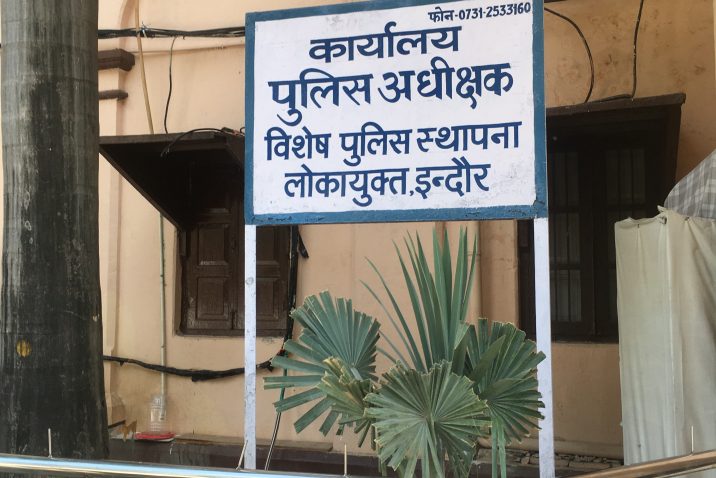 फोन-0731-2533160
कार्यालय
पुलिस अधीक्षक
विशेष पुलिस स्थापना
लोकायुक्त,इन्दौर